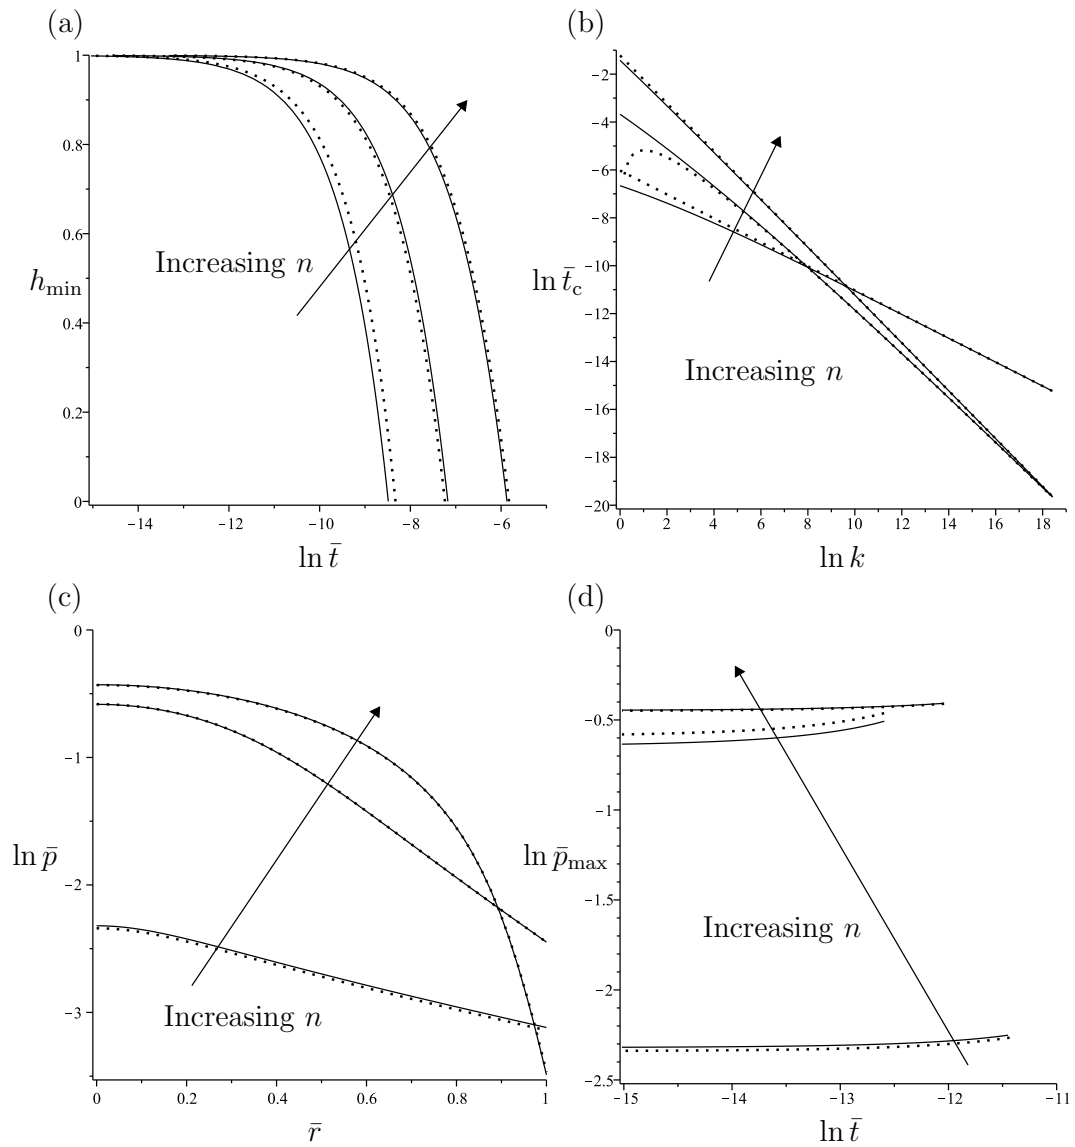 (a)
1
0.8
0.6
0.4
0.2
0
h_min
Increasing n
−14 −12 −10 −8 −6
ln t̄
(b)
−2
−4
−6
−8
−10
−12
−14
−16
−18
−20
ln t̄_c
Increasing n
0 2 4 6 8 10 12 14 16 18
ln k
(c)
0
−1
−2
−3
ln p̄
Increasing n
0 0.2 0.4 0.6 0.8 1
r̄
(d)
0
−0.5
−1
−1.5
−2
−2.5
ln p̄_max
Increasing n
−15 −14 −13 −12 −11
ln t̄